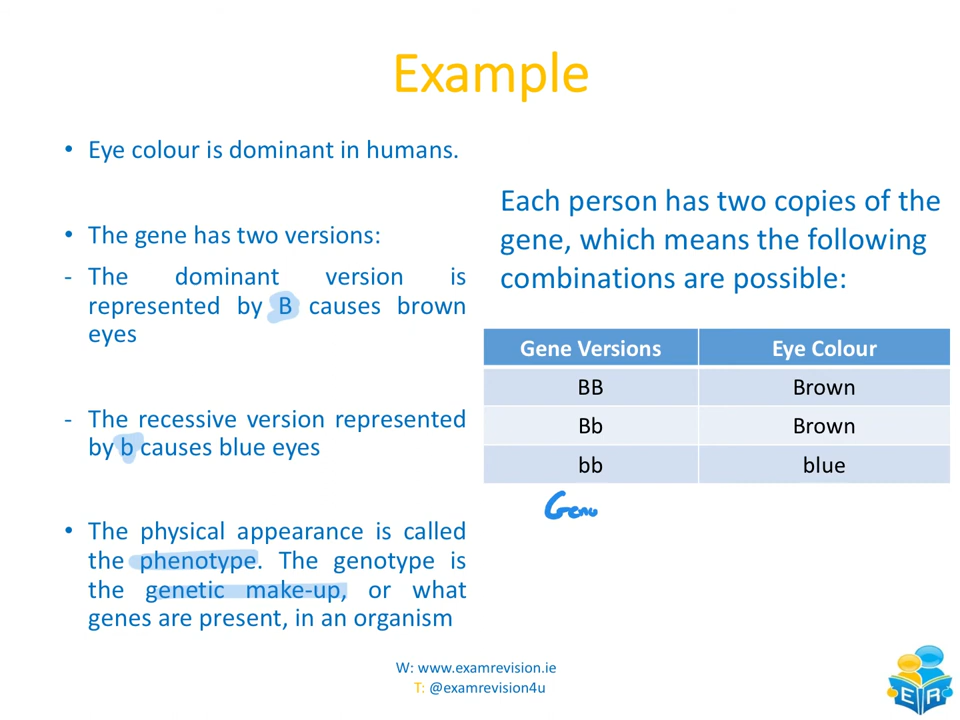 Example
• Eye colour is dominant in humans.
• The gene has two versions:
- The dominant version is
represented by B causes brown
eyes
- The recessive version represented
by b causes blue eyes
• The physical appearance is called
the phenotype. The genotype is
the genetic make-up, or what
genes are present, in an organism
Each person has two copies of the
gene, which means the following
combinations are possible:
Gene Versions Eye Colour
BB Brown
Bb Brown
bb blue
Geno
W: www.examrevision.ie
T: @examrevision4u
E R